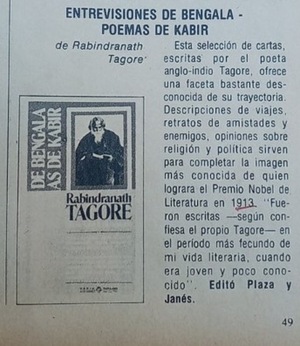 ENTREVISIONES DE BENGALA -
POEMAS DE KABIR
de Rabindranath
Tagore
DE BENGALA
AS DE KABIR
Rabindranath
TAGORE
Esta selección de cartas,
escritas por el poeta
anglo-indio Tagore, ofrece
una faceta bastante des-
conocida de su trayectoria.
Descripciones de viajes,
retratos de amistades y
enemigos, opiniones sobre
religión y política sirven
para completar la imagen
más conocida de quien
lograra el Premio Nobel de
Literatura en 1913. "Fue-
ron escritas —según con-
fiesa el propio Tagore— en
el período más fecundo de
mi vida literaria, cuando
era joven y poco cono-
cido". Editó Plaza y
Janés.
49